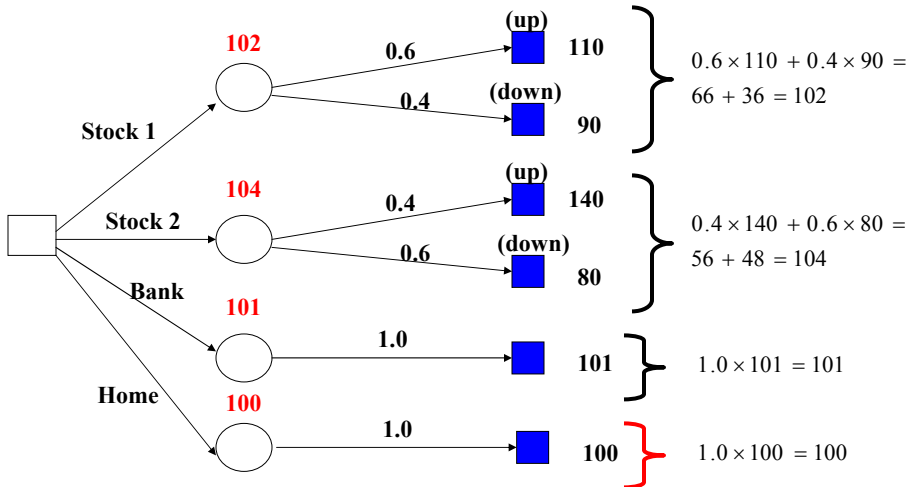 (up)
102
0.6
110
0.6 × 110 + 0.4 × 90 =
66 + 36 = 102
0.4
(down)
90
Stock 1
(up)
104
0.4
140
0.4 × 140 + 0.6 × 80 =
56 + 48 = 104
Stock 2
0.6
(down)
80
Bank
101
1.0
101
1.0 × 101 = 101
Home
100
1.0
100
1.0 × 100 = 100